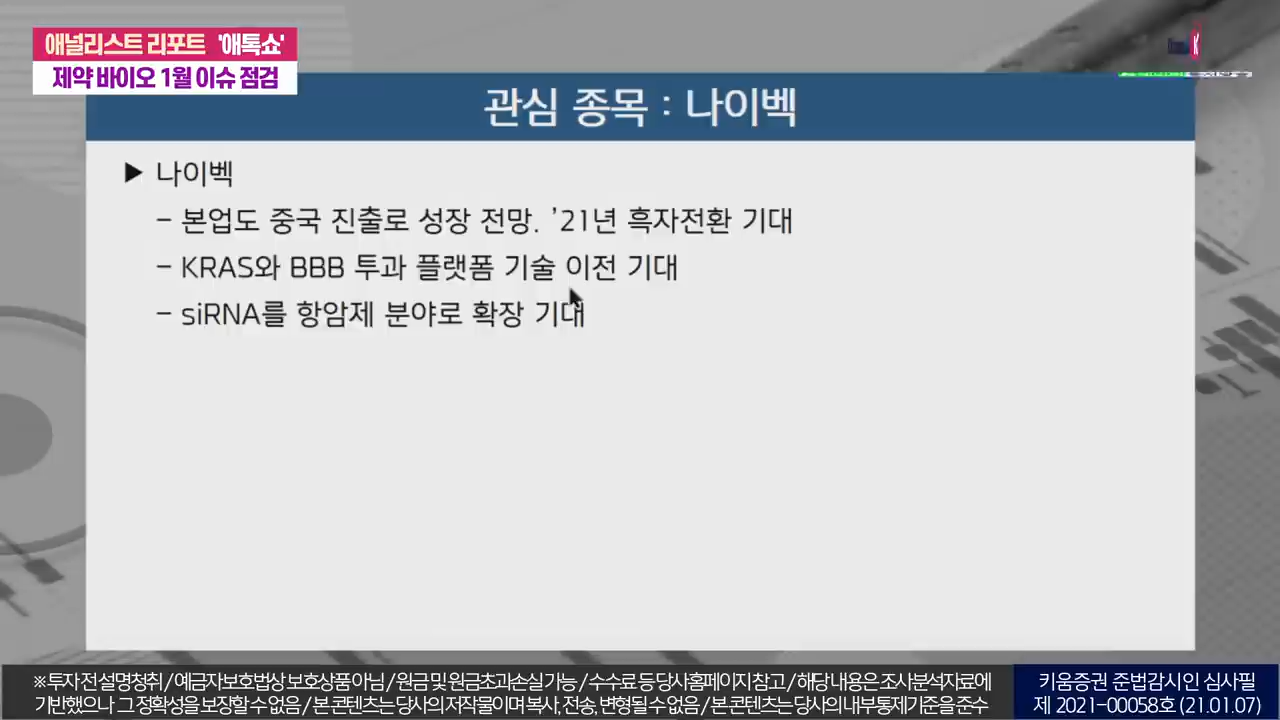 애널리스트 리포트 '애톡쇼'
제약 바이오 1월 이슈 점검
관심 종목 : 나이벡
▶ 나이벡
- 본업도 중국 진출로 성장 전망. '21년 흑자전환 기대
- KRAS와 BBB 투과 플랫폼 기술 이전 기대
- siRNA를 항암제 분야로 확장 기대
※ 투자 전 설명청취 / 예금자보호법상 보호상품 아님 / 원금 및 원금초과손실 가능 / 수수료 등 당사홈페이지 참고 / 해당 내용은 조사분석자료에
기반했으나 그 정확성을 보장할 수 없음 / 본 콘텐츠는 당사의 저작물이며 복사, 전송, 변형될 수 없음 / 본 콘텐츠는 당사의 내부통제기준을 준수
키움증권 준법감시인 심사필
제 2021-00058호 (21.01.07)